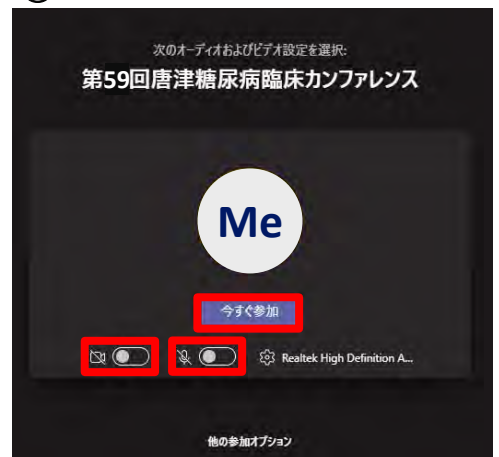 次のオーディオおよびビデオ設定を選択:
第59回唐津糖尿病臨床カンファレンス
Me
今すぐ参加
Realtek High Definition A...
他の参加オプション